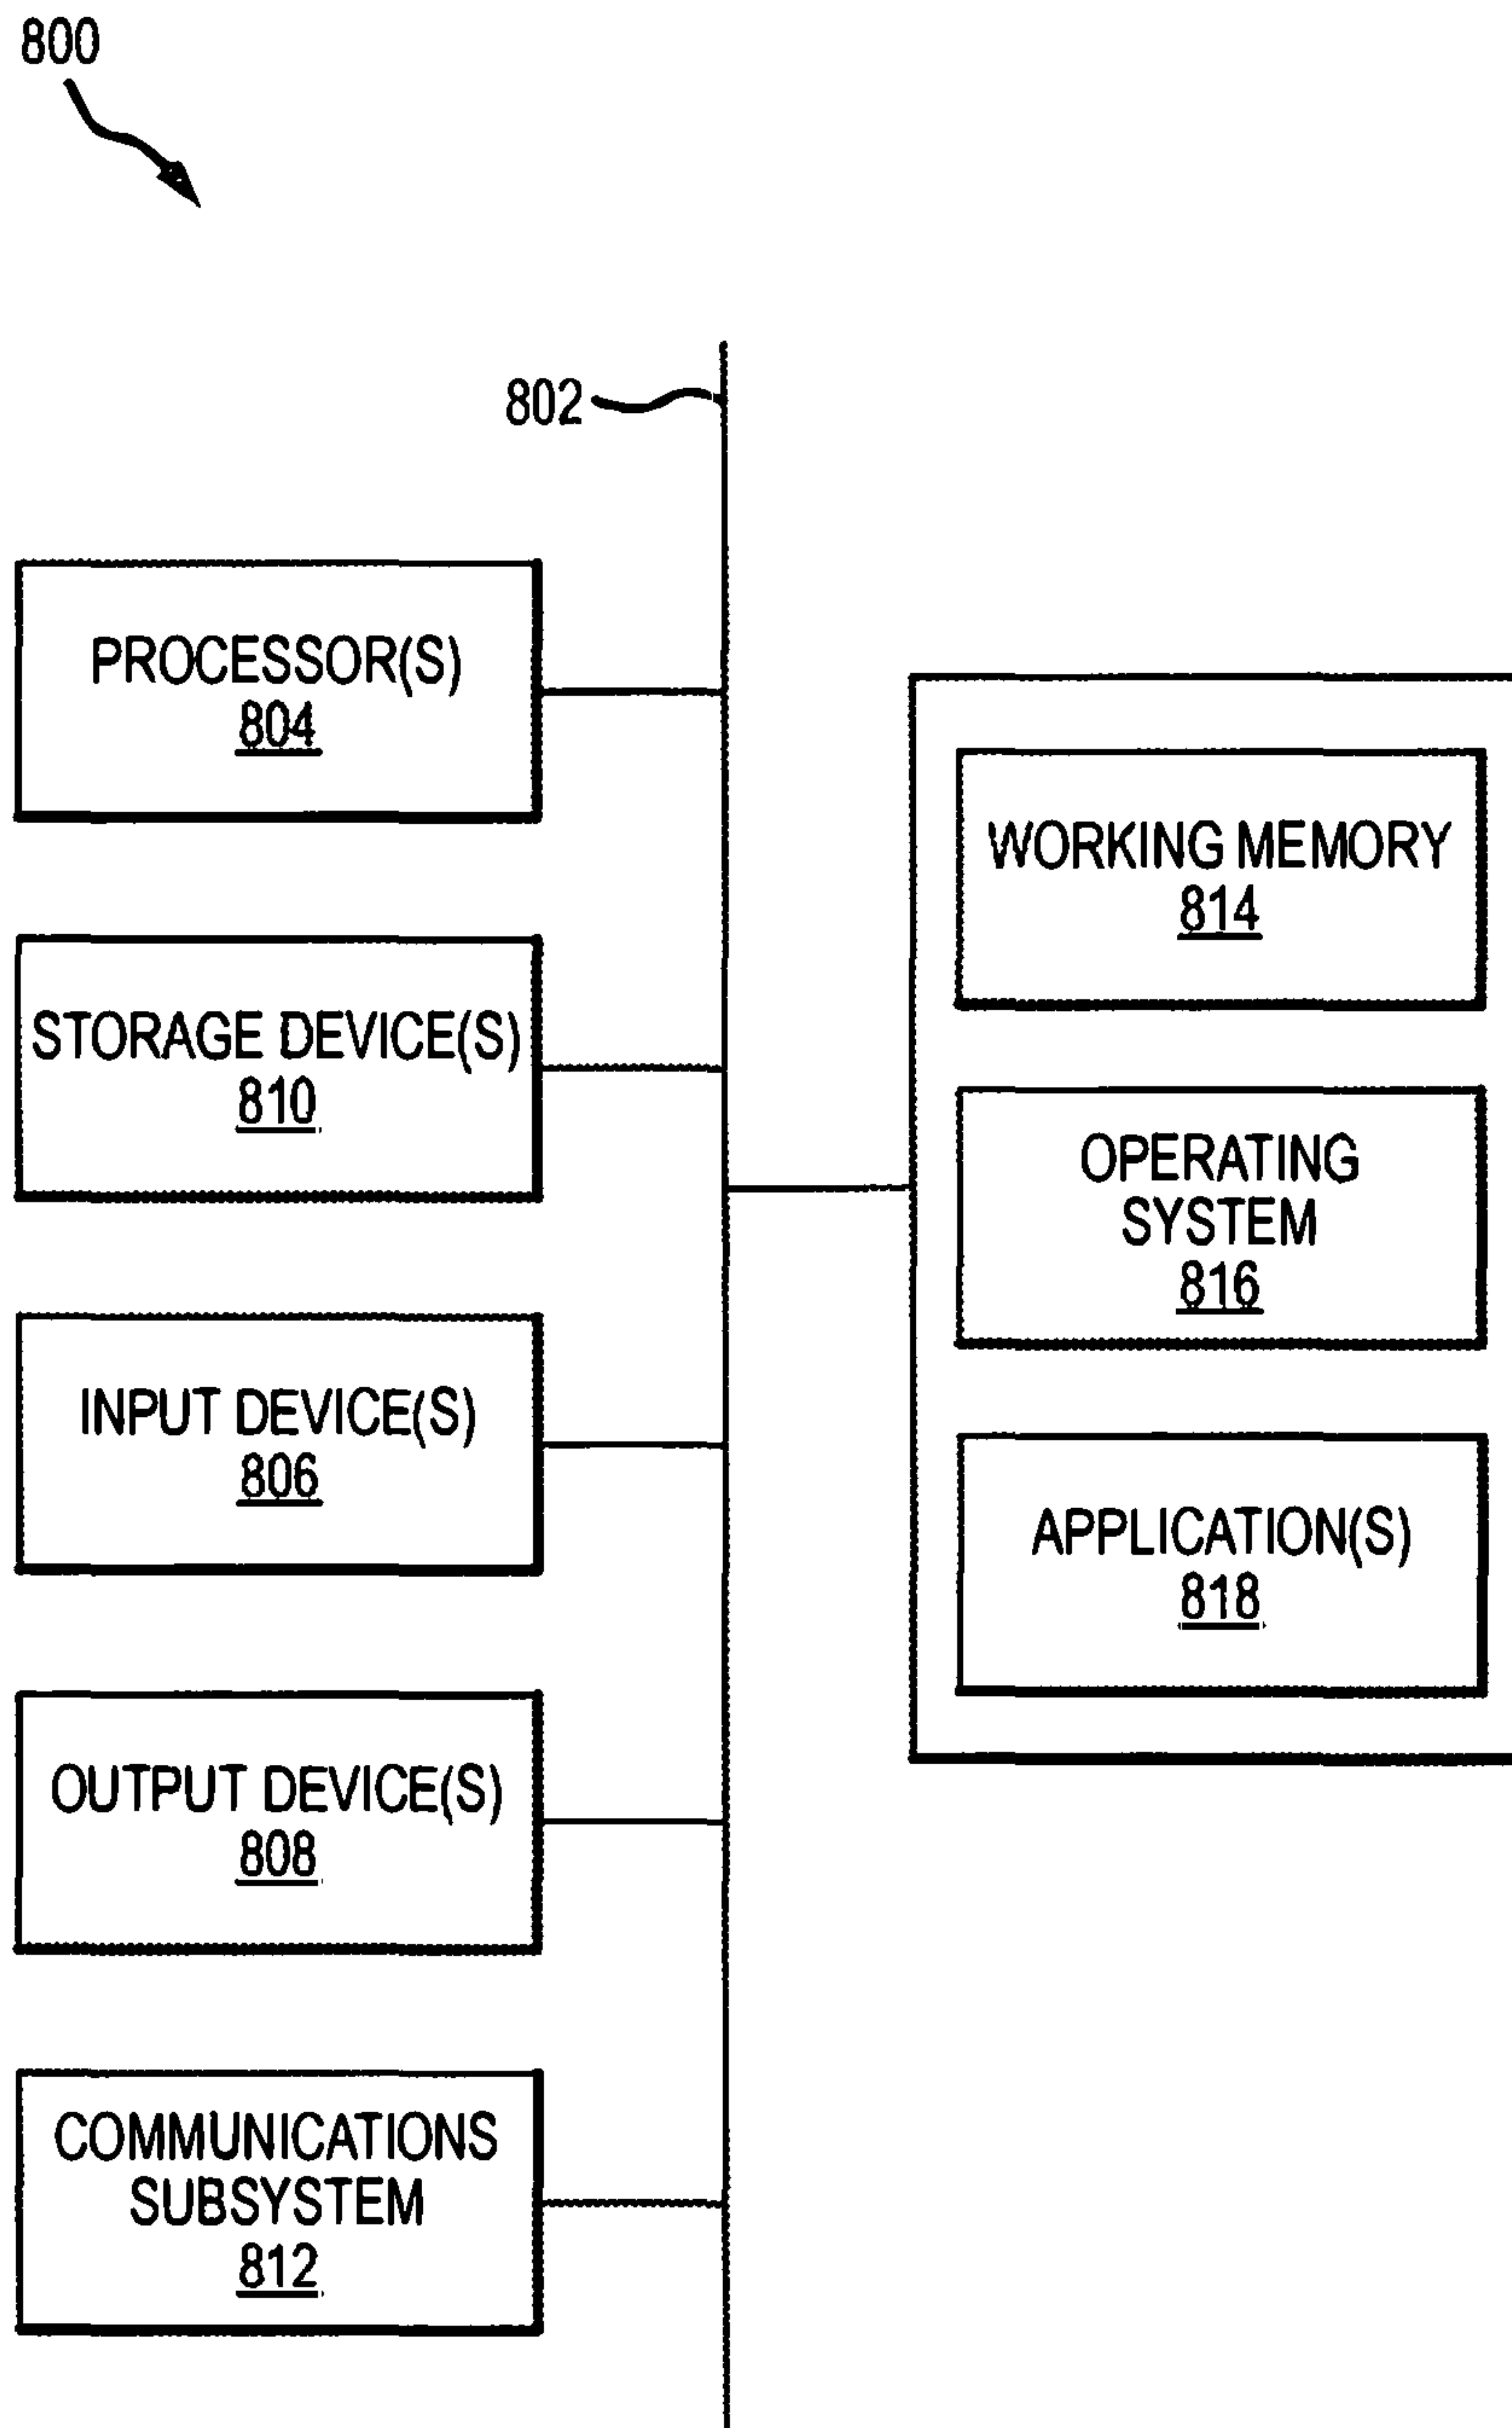 800
802
PROCESSOR(S)
804
STORAGE DEVICE(S)
810
INPUT DEVICE(S)
806
OUTPUT DEVICE(S)
808
COMMUNICATIONS
SUBSYSTEM
812
WORKING MEMORY
814
OPERATING
SYSTEM
816
APPLICATION(S)
818